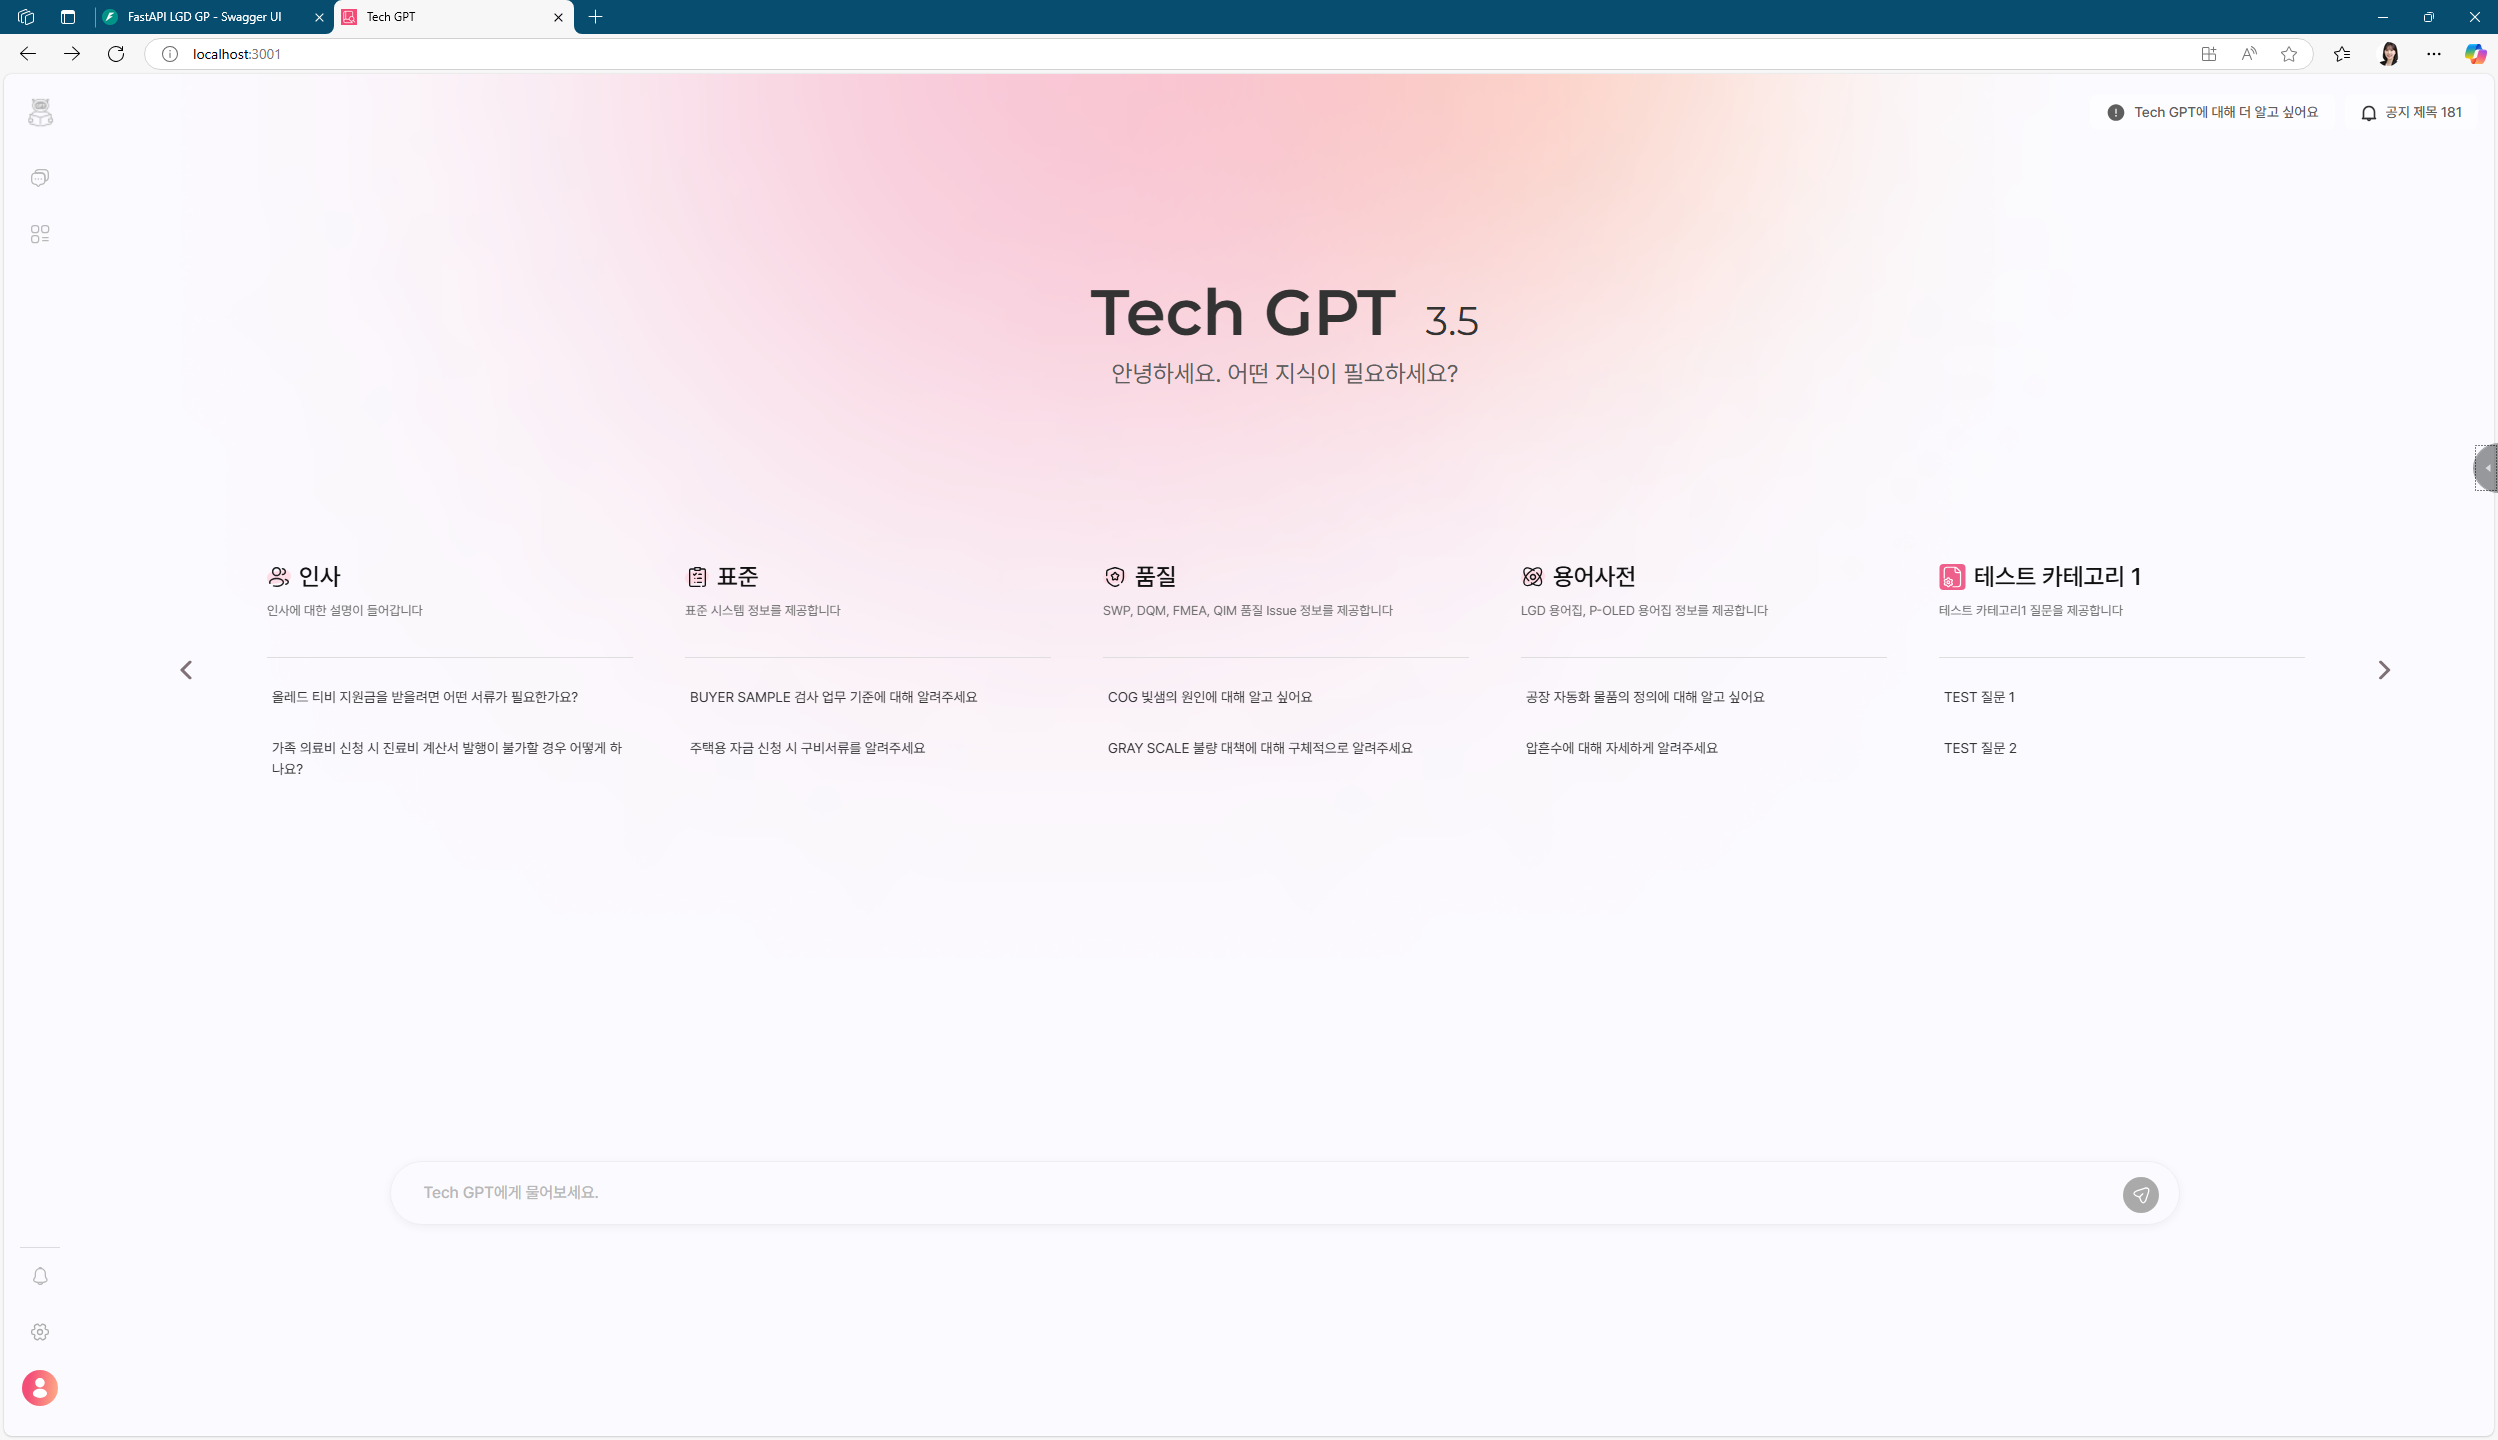 FastAPI LGD GP - Swagger UI
Tech GPT
localhost:3001
Tech GPT에 대해 더 알고 싶어요
공지 제목 181
Tech GPT 3.5
안녕하세요. 어떤 지식이 필요하세요?
인사
인사에 대한 설명이 들어갑니다
올레드 티비 지원금을 받을려면 어떤 서류가 필요한가요?
가족 의료비 신청 시 진료비 계산서 발행이 불가할 경우 어떻게 하
나요?
표준
표준 시스템 정보를 제공합니다
BUYER SAMPLE 검사 업무 기준에 대해 알려주세요
주택용 자금 신청 시 구비서류를 알려주세요
품질
SWP, DQM, FMEA, QIM 품질 Issue 정보를 제공합니다
COG 빛샘의 원인에 대해 알고 싶어요
GRAY SCALE 불량 대책에 대해 구체적으로 알려주세요
용어사전
LGD 용어집, P-OLED 용어집 정보를 제공합니다
공장 자동화 물품의 정의에 대해 알고 싶어요
압흔수에 대해 자세하게 알려주세요
테스트 카테고리 1
테스트 카테고리1 질문을 제공합니다
TEST 질문 1
TEST 질문 2
Tech GPT에게 물어보세요.